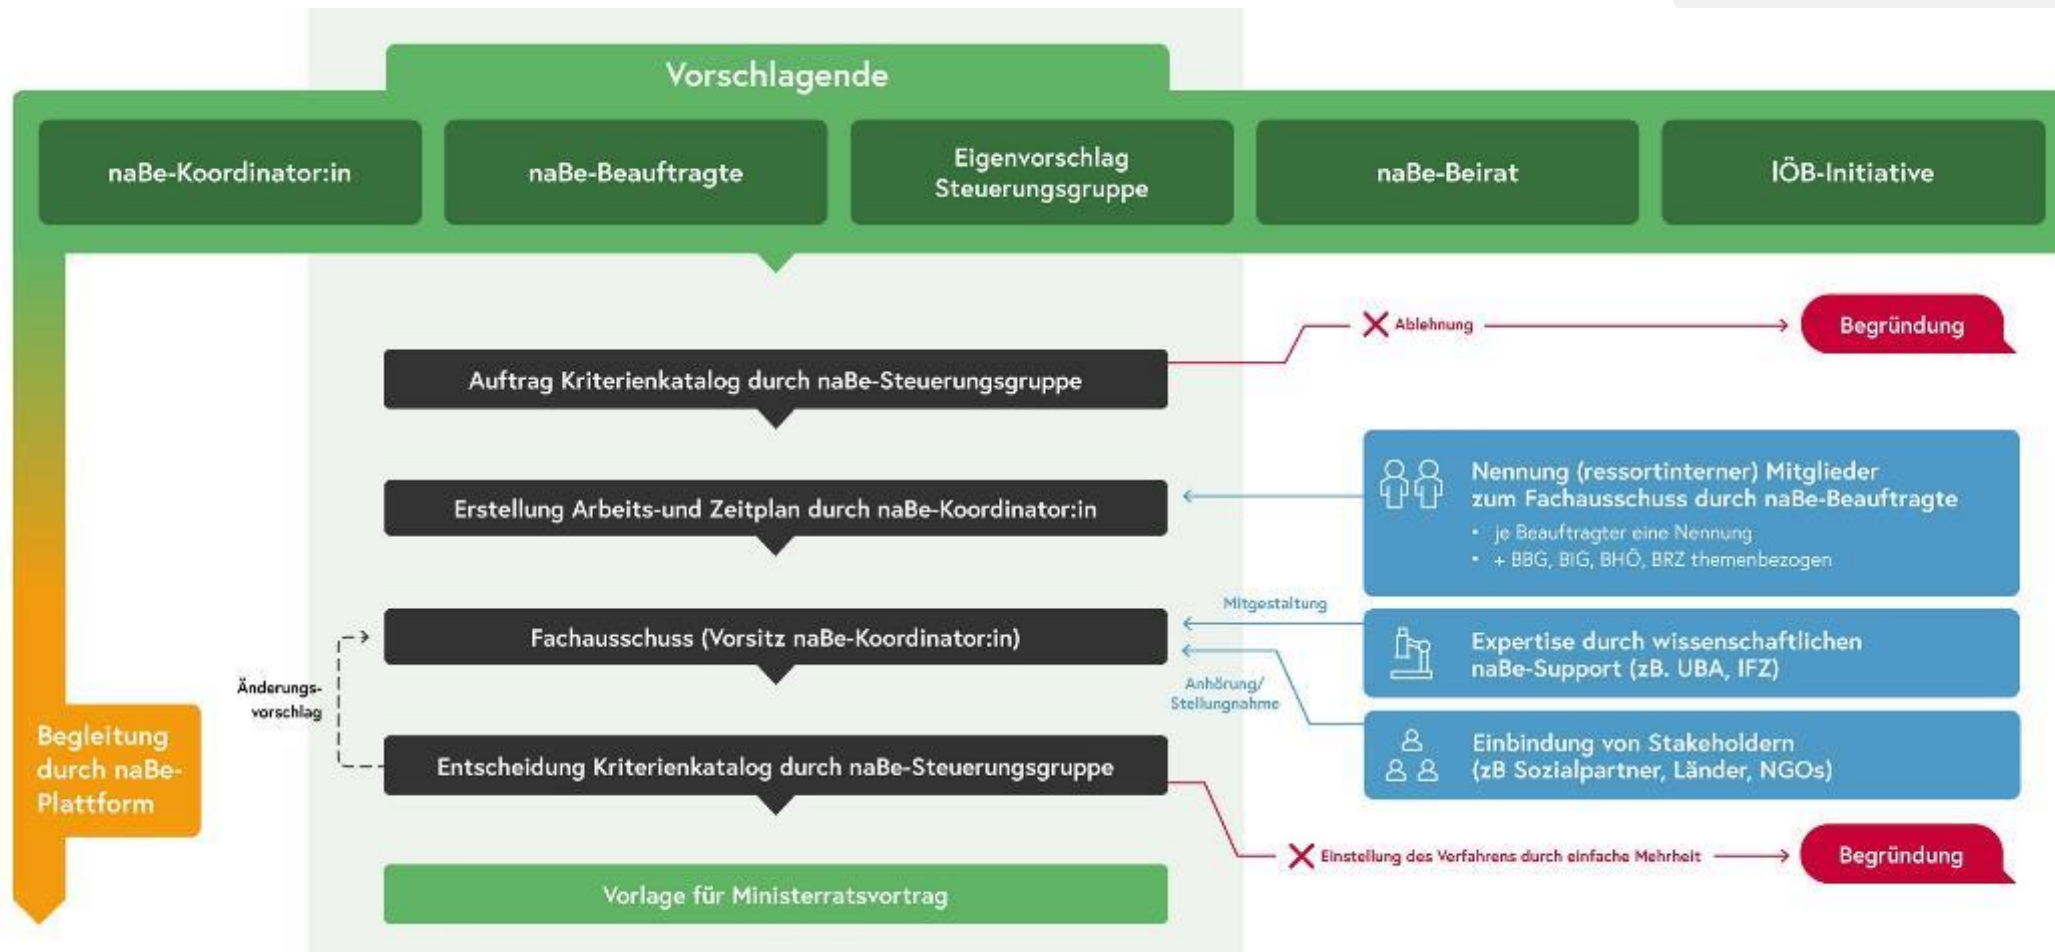 Vorschlagende
naBe-Koordinator:in
naBe-Beauftragte
Eigenvorschlag
Steuerungsgruppe
naBe-Beirat
IÖB-Initiative
Ablehnung
Begründung
Auftrag Kriterienkatalog durch naBe-Steuerungsgruppe
Nennung (ressortinterner) Mitglieder
zum Fachausschuss durch naBe-Beauftragte
• je Beauftragter eine Nennung
• + BBG, BIG, BHÖ, BRZ themenbezogen
Erstellung Arbeits-und Zeitplan durch naBe-Koordinator:in
Mitgestaltung
Fachausschuss (Vorsitz naBe-Koordinator:in)
Expertise durch wissenschaftlichen
naBe-Support (zB. UBA, IFZ)
Änderungs-
vorschlag
Anhörung/
Stellungnahme
Begleitung
durch naBe-
Plattform
Entscheidung Kriterienkatalog durch naBe-Steuerungsgruppe
Einbindung von Stakeholdern
(zB Sozialpartner, Länder, NGOs)
Einstellung des Verfahrens durch einfache Mehrheit
Begründung
Vorlage für Ministerratsvortrag